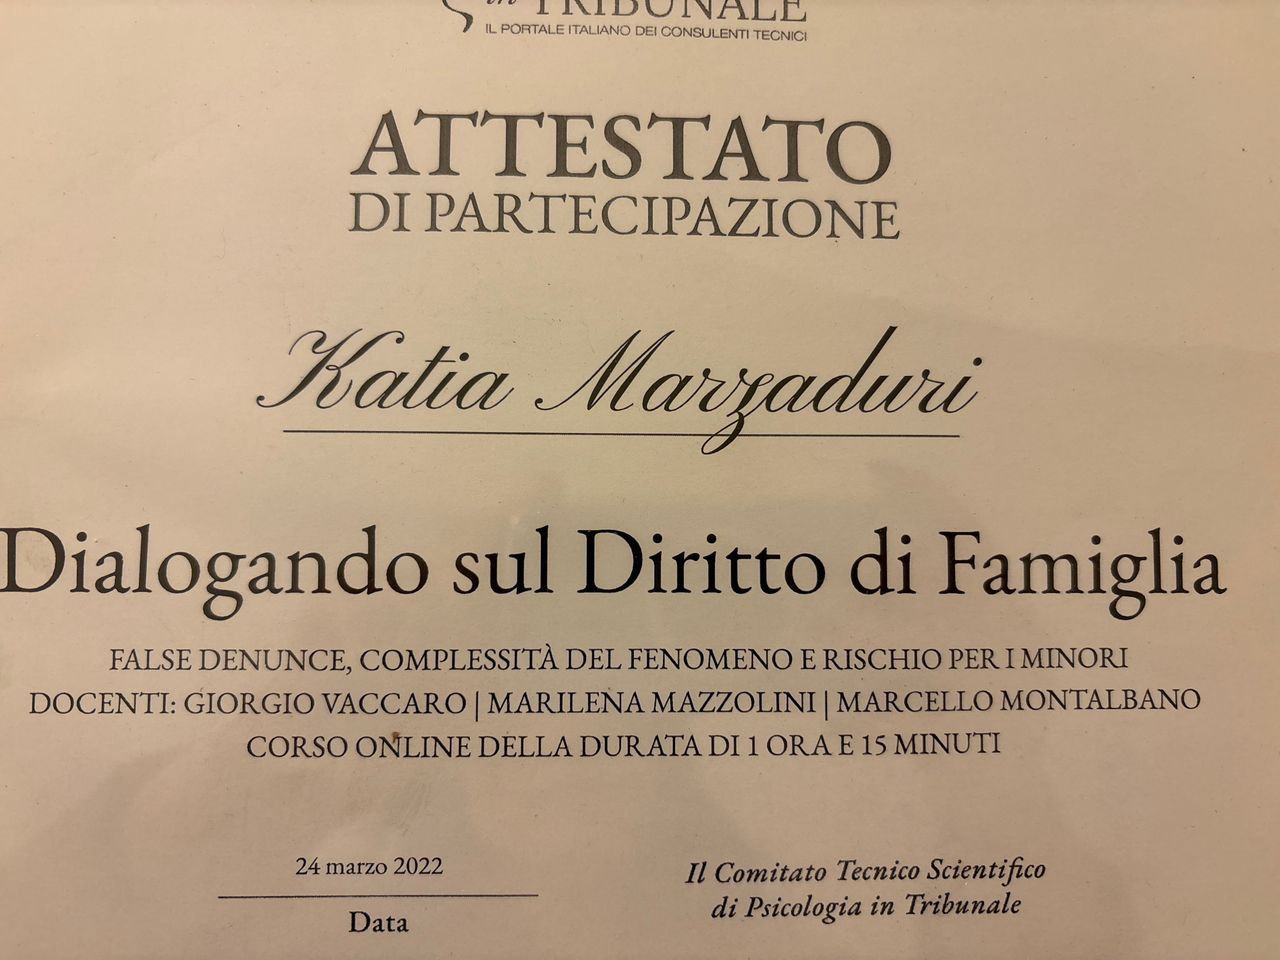 in TRIBUNALE
IL PORTALE ITALIANO DEI CONSULENTI TECNICI
ATTESTATO
DI PARTECIPAZIONE
Katia Marzaduri
Dialogando sul Diritto di Famiglia
FALSE DENUNCE, COMPLESSITÀ DEL FENOMENO E RISCHIO PER I MINORI
DOCENTI: GIORGIO VACCARO | MARILENA MAZZOLINI | MARCELLO MONTALBANO
CORSO ONLINE DELLA DURATA DI 1 ORA E 15 MINUTI
24 marzo 2022
Data
Il Comitato Tecnico Scientifico
di Psicologia in Tribunale